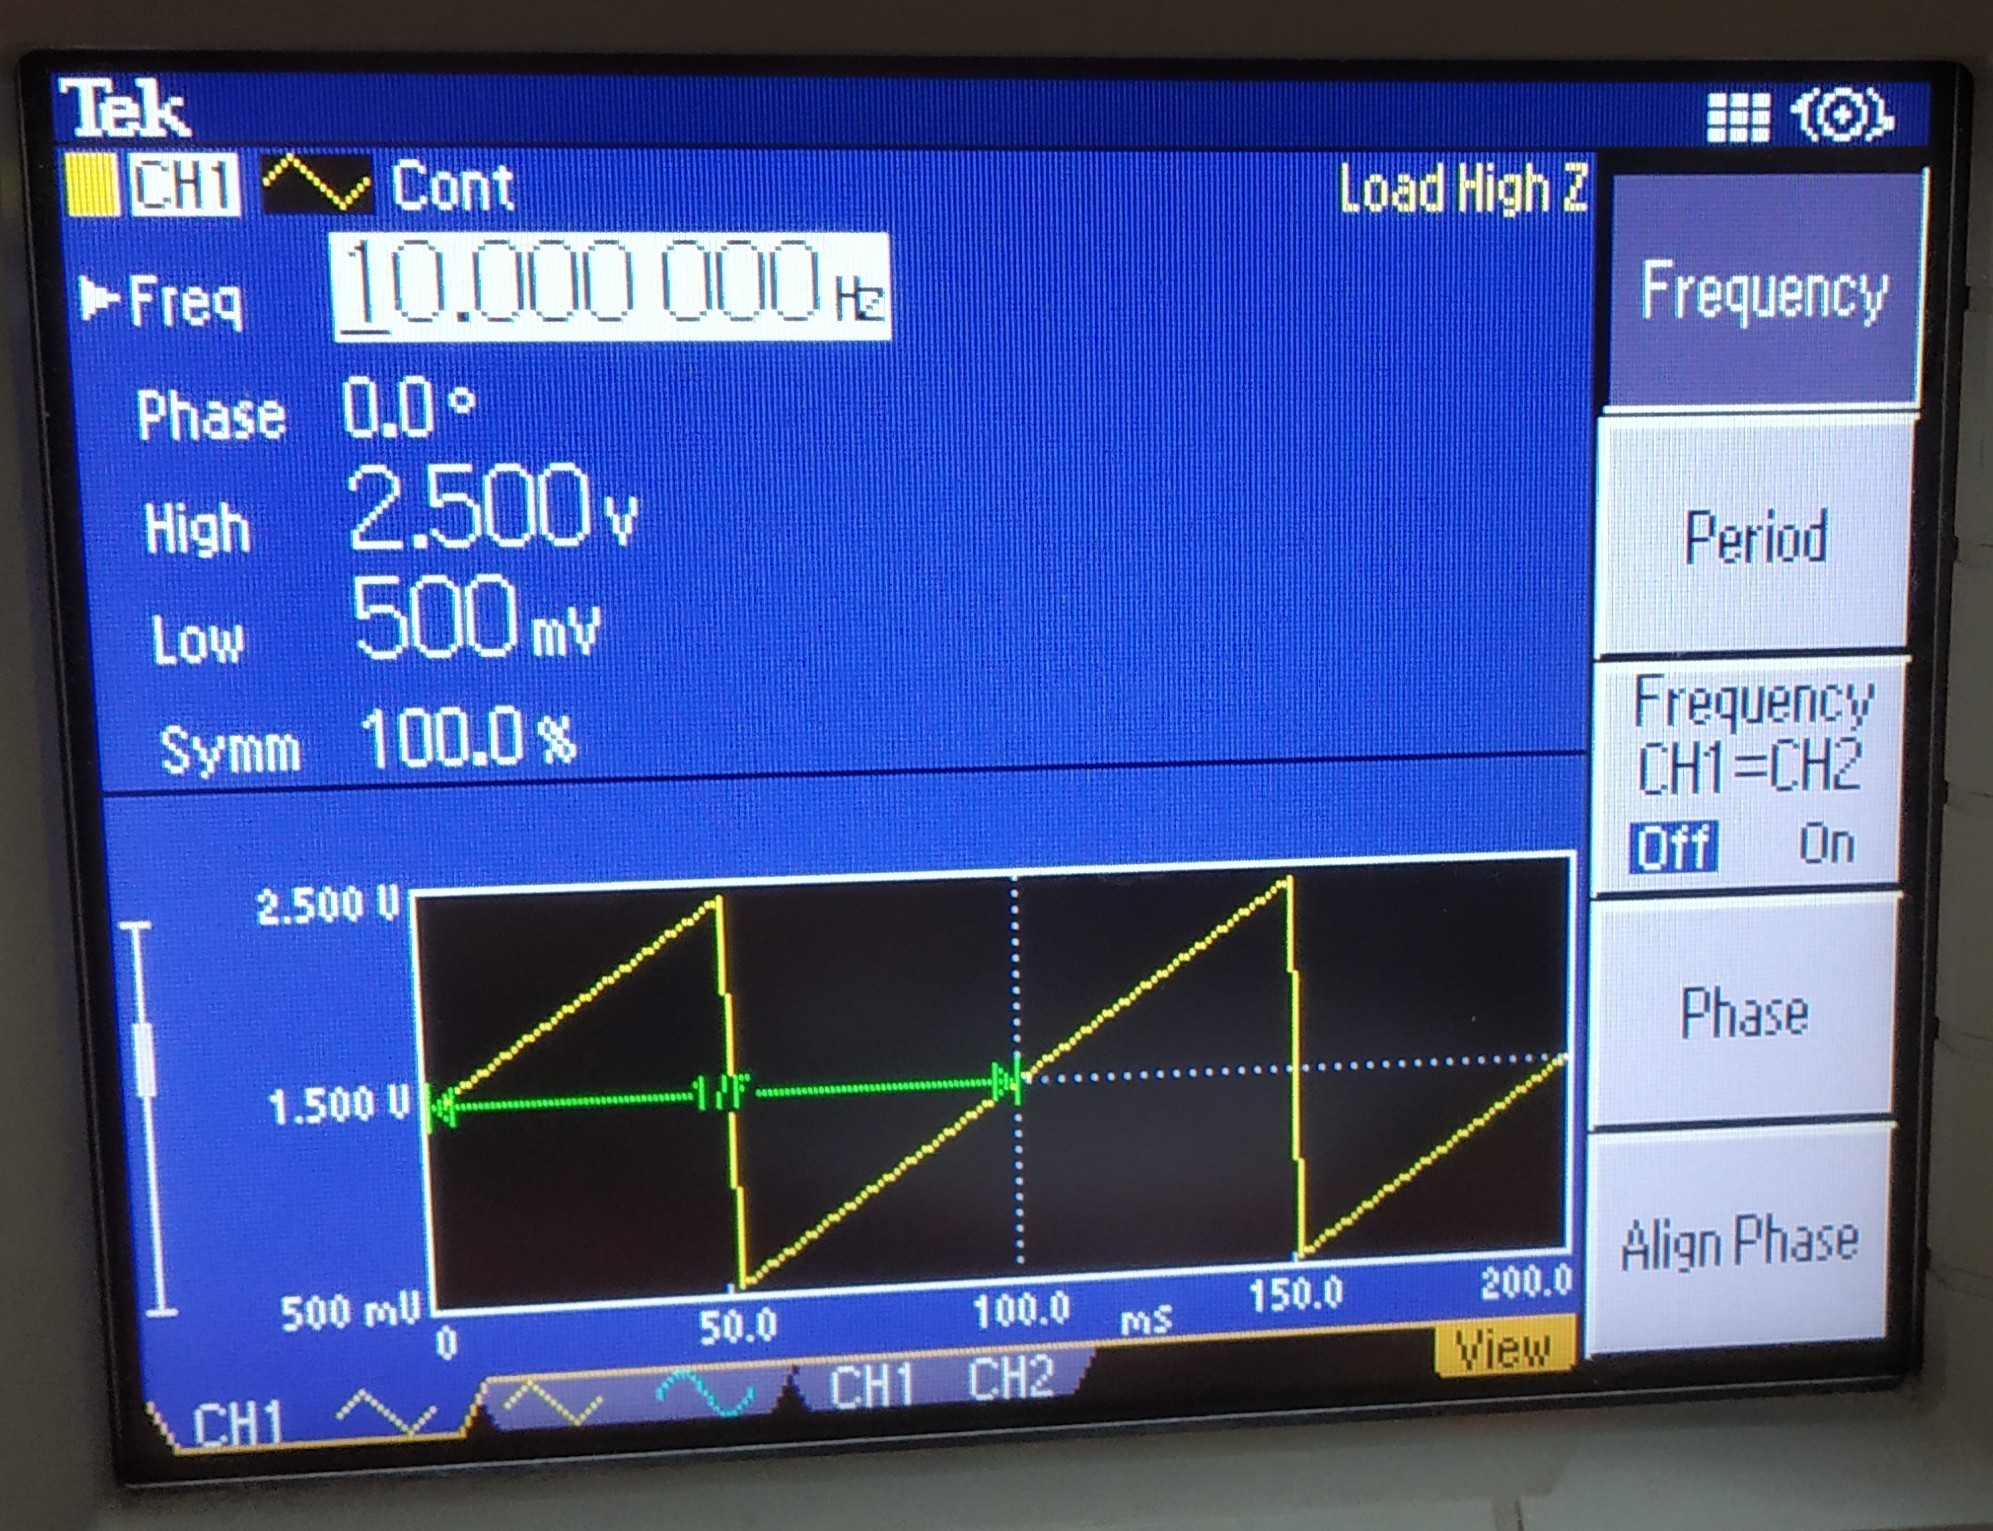 Tek
CH1 Cont Load High Z
Freq 10.000 000 Hz
Phase 0.0°
High 2.500 V
Low 500 mV
Symm 100.0 %
Frequency
Period
Frequency
CH1=CH2
Off On
Phase
Align Phase
2.500 V
1.500 V
500 mV
1/F
0 50.0 100.0 mS 150.0 200.0
View
CH1 CH1 CH2